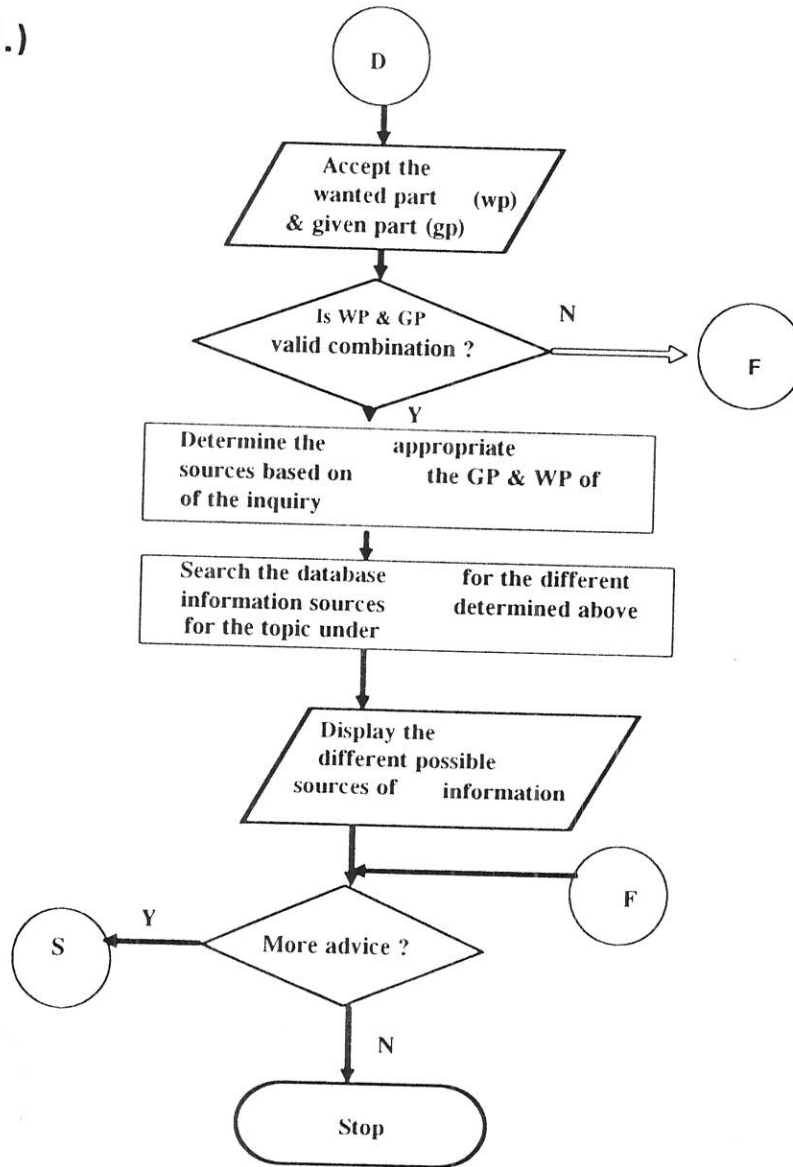 .)
D
Accept the
wanted part (wp)
& given part (gp)
Is WP & GP
valid combination ?
N
F
Y
Determine the appropriate
sources based on the GP & WP of
of the inquiry
Search the database for the different
information sources determined above
for the topic under
Display the
different possible
sources of information
F
More advice ?
Y
S
N
Stop